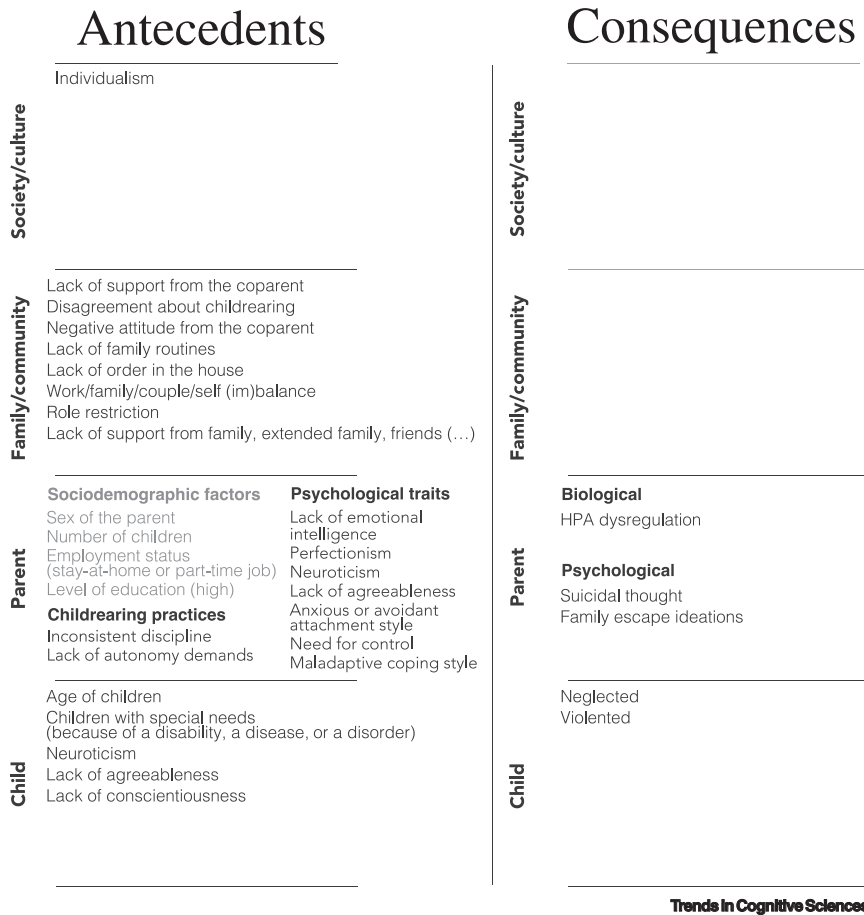 Antecedents
Consequences
Society/culture
Individualism
Society/culture
Family/community
Lack of support from the coparent
Disagreement about childrearing
Negative attitude from the coparent
Lack of family routines
Lack of order in the house
Work/family/couple/self (im)balance
Role restriction
Lack of support from family, extended family, friends (…)
Family/community
Parent
Sociodemographic factors
Sex of the parent
Number of children
Employment status
(stay-at-home or part-time job)
Level of education (high)
Childrearing practices
Inconsistent discipline
Lack of autonomy demands
Psychological traits
Lack of emotional
intelligence
Perfectionism
Neuroticism
Lack of agreeableness
Anxious or avoidant
attachment style
Need for control
Maladaptive coping style
Parent
Biological
HPA dysregulation
Psychological
Suicidal thought
Family escape ideations
Child
Age of children
Children with special needs
(because of a disability, a disease, or a disorder)
Neuroticism
Lack of agreeableness
Lack of conscientiousness
Child
Neglected
Violented
Trends in Cognitive Sciences